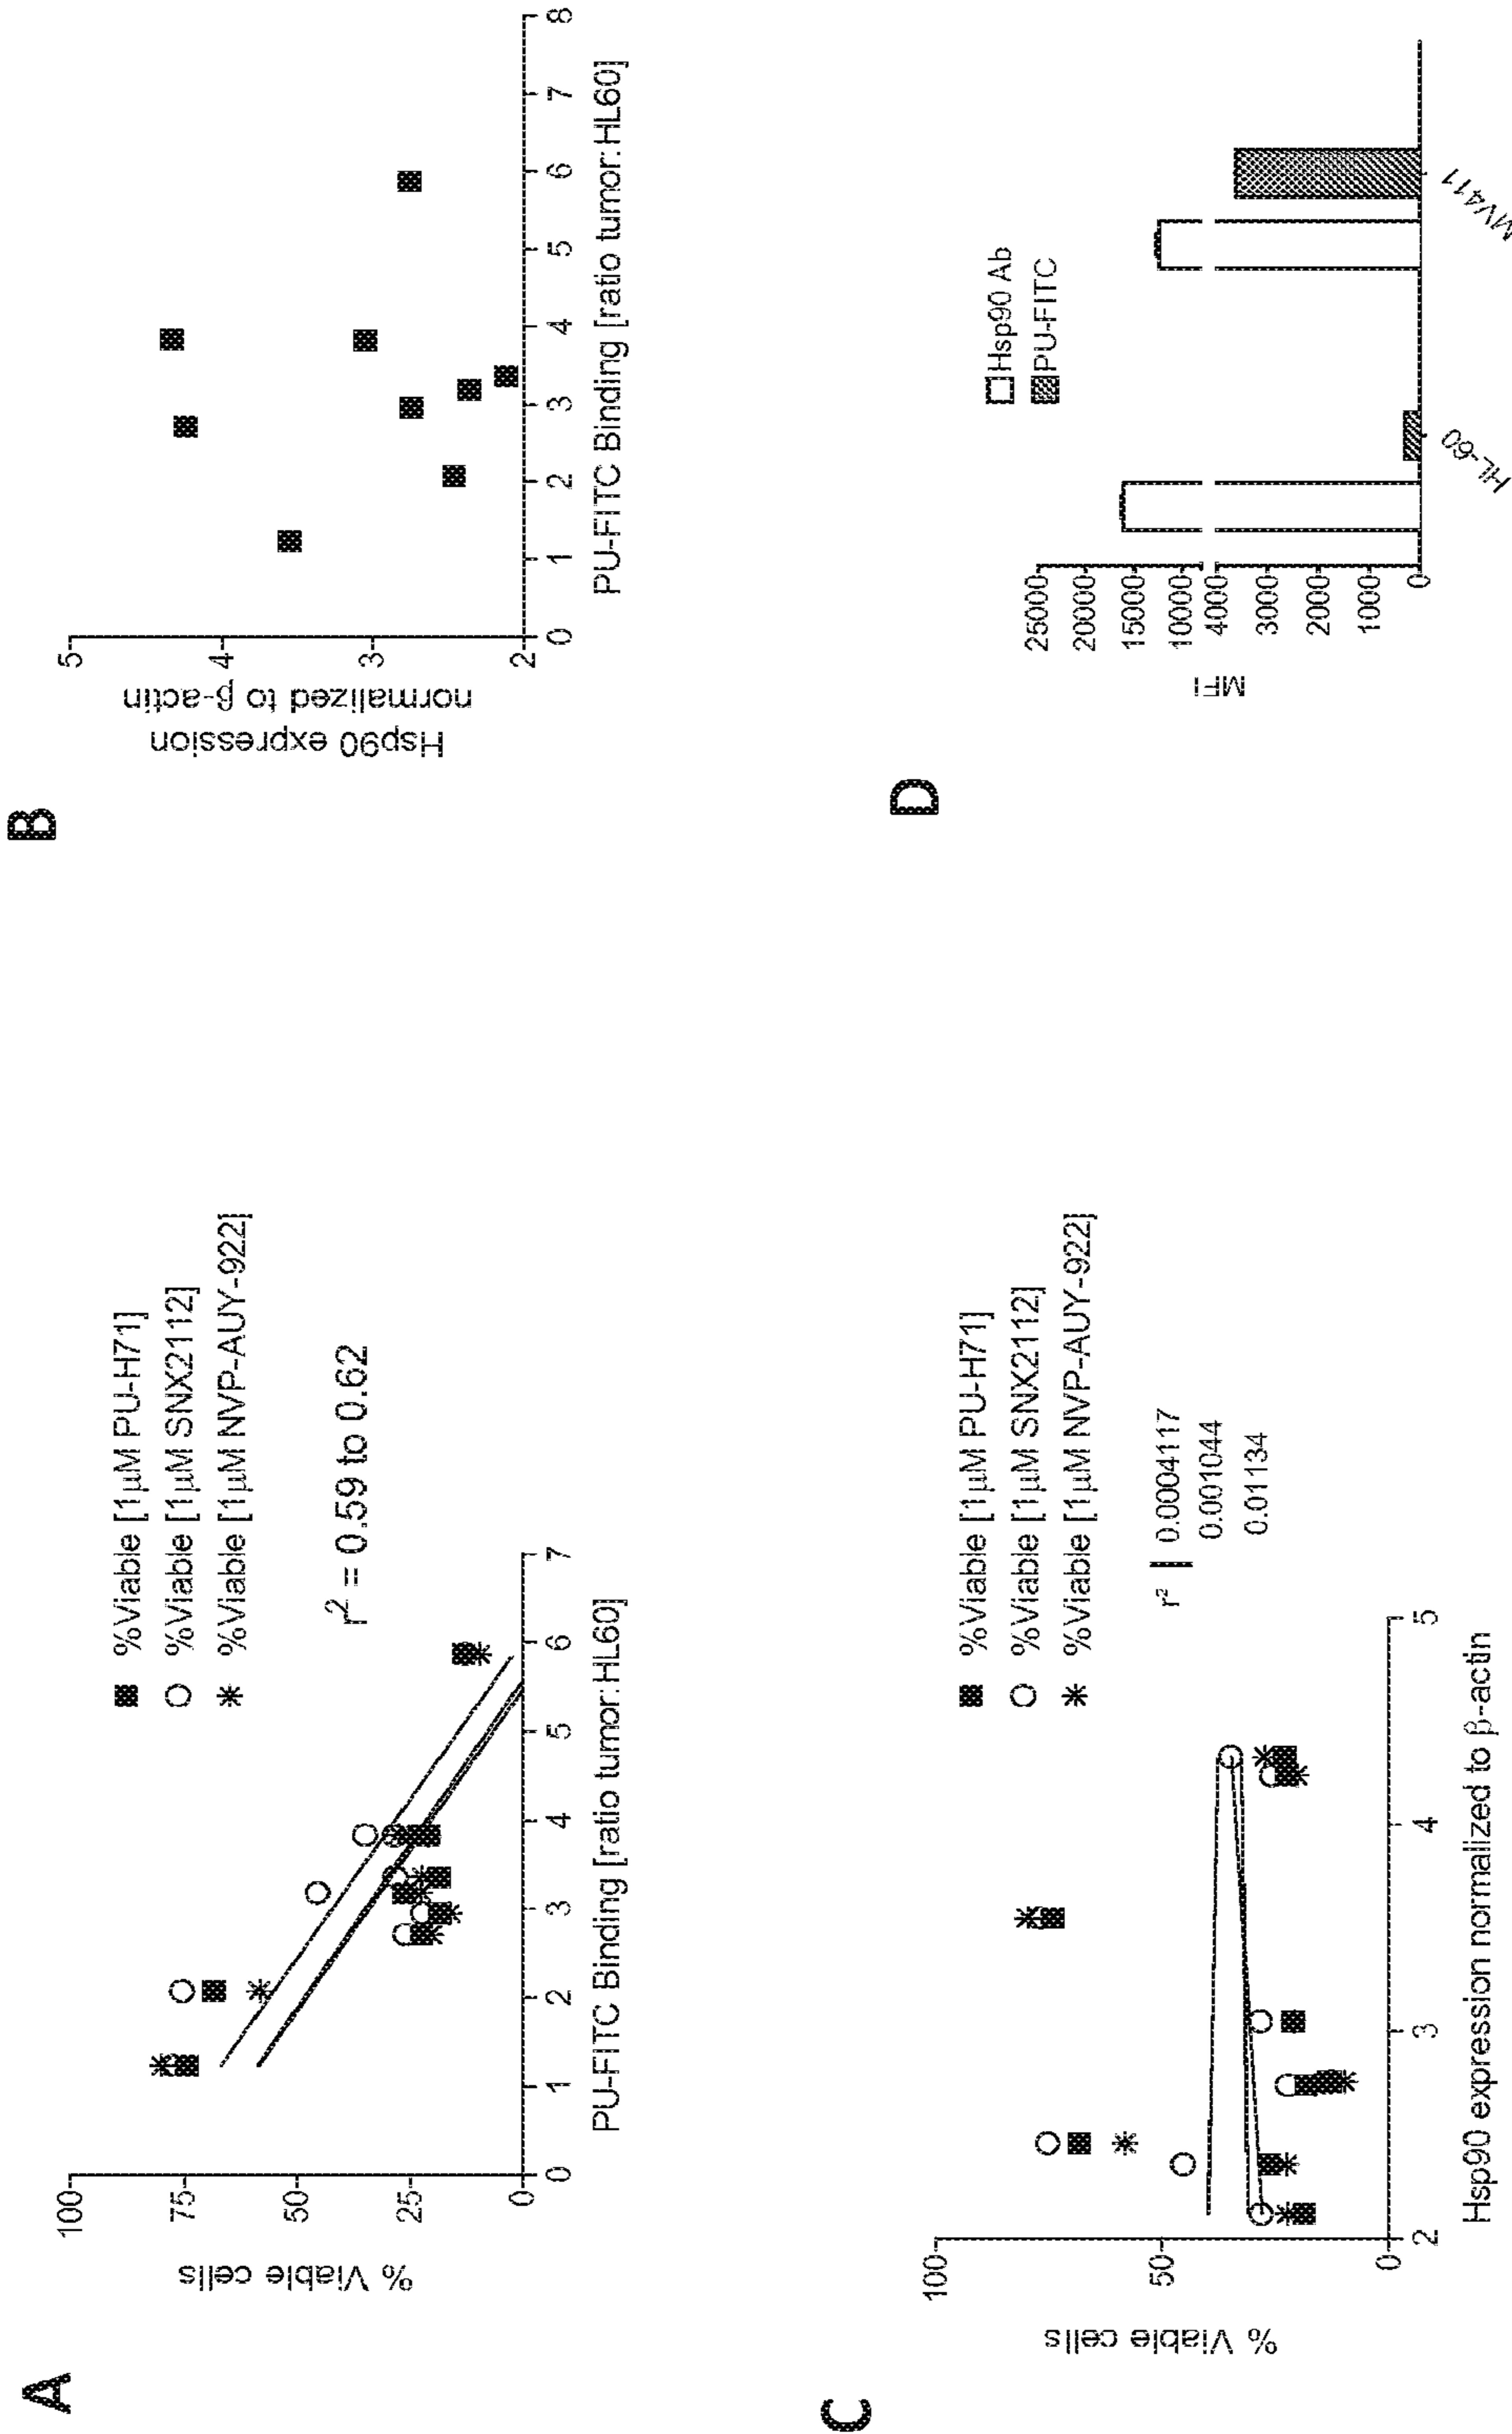 A
% Viable cells
100
75
50
25
0
0 1 2 3 4 5 6 7
PU-FITC Binding [ratio tumor:HL60]
%Viable [1μM PU-H71]
%Viable [1μM SNX2112]
%Viable [1μM NVP-AUY-922]
r² = 0.59 to 0.62
B
Hsp90 expression
normalized to β-actin
5
4
3
2
0 1 2 3 4 5 6 7 8
PU-FITC Binding [ratio tumor:HL60]
C
% Viable cells
100
50
0
2 3 4 5
Hsp90 expression normalized to β-actin
%Viable [1μM PU-H71]
%Viable [1μM SNX2112]
%Viable [1μM NVP-AUY-922]
r² | 0.0004117
0.001044
0.01134
D
MFI
25000
20000
15000
10000
4000
3000
2000
1000
0
Hsp90 Ab
PU-FITC
HL-60
MV411